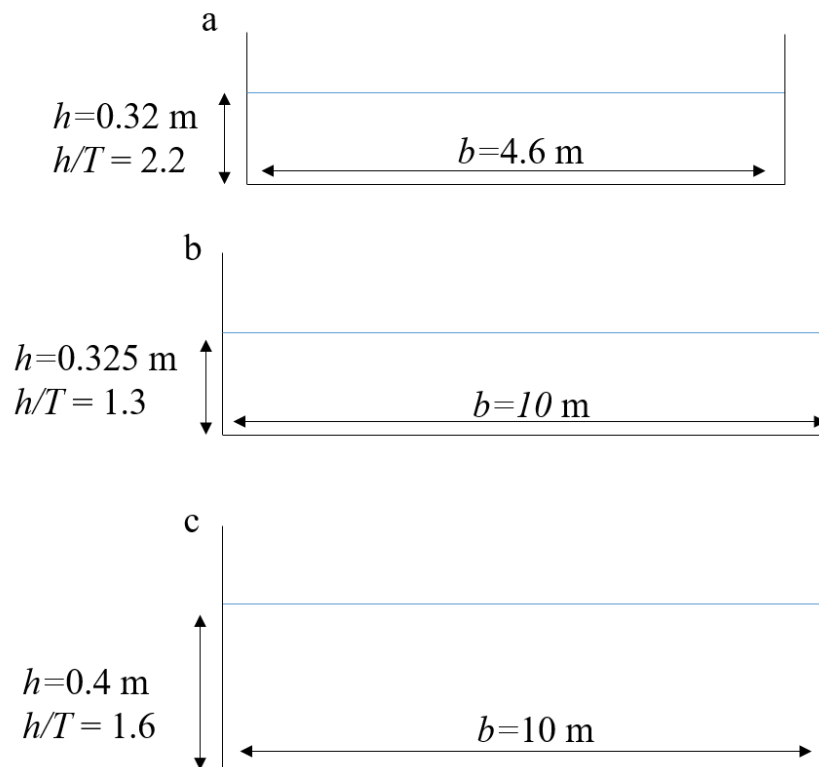 a
h=0.32 m
h/T = 2.2
b=4.6 m
b
h=0.325 m
h/T = 1.3
b=10 m
c
h=0.4 m
h/T = 1.6
b=10 m